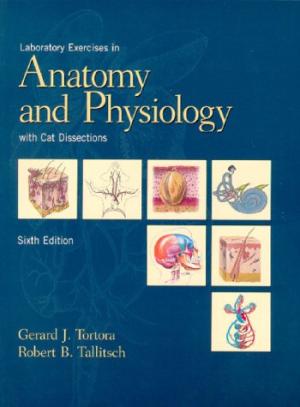 Laboratory Exercises in
Anatomy
and Physiology
with Cat Dissections
Sixth Edition
Gerard J. Tortora
Robert B. Tallitsch